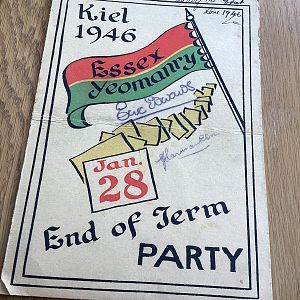 Kiel
1946
Essex
Yeomanry
Jan.
28
End of Term
PARTY